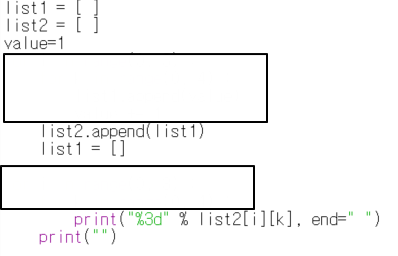 list1 = [ ]
list2 = [ ]
value=1
list2.append(list1)
list1 = []
print("%3d" % list2[i][k], end=" ")
print("")